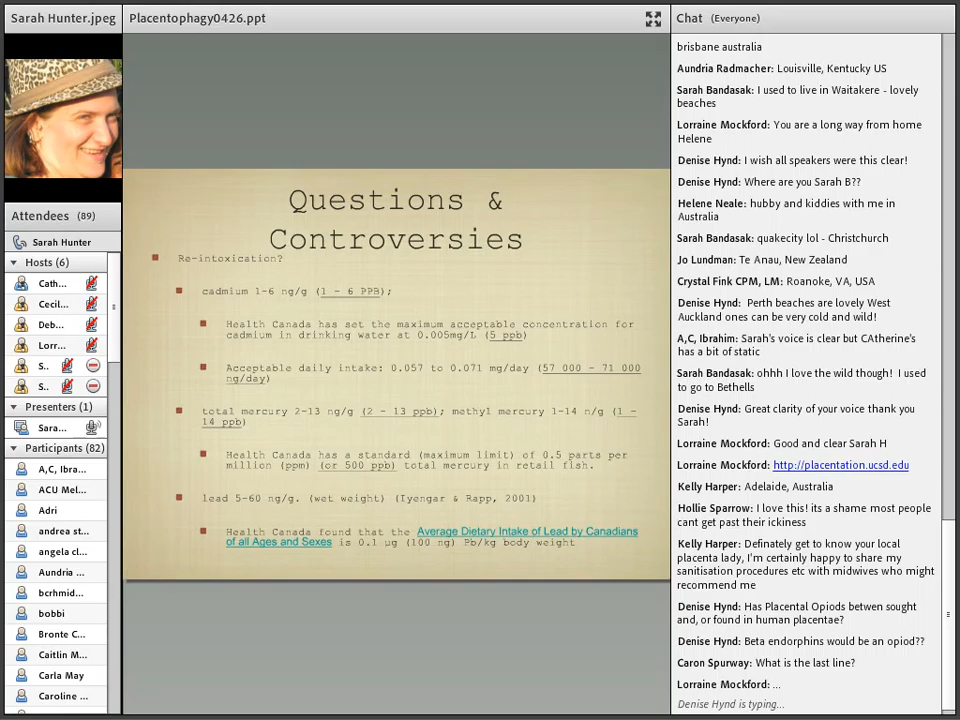 Sarah Hunter.jpeg
Placentophagy0426.ppt
Chat (Everyone)
Attendees (89)
Sarah Hunter
Hosts (6)
Cath...
Cecil...
Deb...
Lorr...
S..
S..
Presenters (1)
Sara...
Participants (82)
A,C, Ibra...
ACU Mel...
Adri
andrea st...
angela cl...
Aundria ...
bcrhmid...
bobbi
Bronte C...
Caitlin M...
Carla May
Caroline ...
Questions &
Controversies
Re-intoxication?
cadmium 1-6 ng/g (1 - 6 PPB);
Health Canada has set the maximum acceptable concentration for
cadmium in drinking water at 0.005mg/L (5 ppb)
Acceptable daily intake: 0.057 to 0.071 mg/day (57 000 - 71 000
ng/day)
total mercury 2-13 ng/g (2 - 13 ppb); methyl mercury 1-14 n/g (1 -
14 ppb)
Health Canada has a standard (maximum limit) of 0.5 parts per
million (ppm) (or 500 ppb) total mercury in retail fish.
lead 5-60 ng/g. (wet weight) (Iyengar & Rapp, 2001)
Health Canada found that the Average Dietary Intake of Lead by Canadians
of all Ages and Sexes is 0.1 µg (100 ng) Pb/kg body weight
brisbane australia
Aundria Radmacher: Louisville, Kentucky US
Sarah Bandasak: I used to live in Waitakere - lovely
beaches
Lorraine Mockford: You are a long way from home
Helene
Denise Hynd: I wish all speakers were this clear!
Denise Hynd: Where are you Sarah B??
Helene Neale: hubby and kiddies with me in
Australia
Sarah Bandasak: quakecity lol - Christchurch
Jo Lundman: Te Anau, New Zealand
Crystal Fink CPM, LM: Roanoke, VA, USA
Denise Hynd: Perth beaches are lovely West
Auckland ones can be very cold and wild!
A,C, Ibrahim: Sarah's voice is clear but CAtherine's
has a bit of static
Sarah Bandasak: ohhh I love the wild though! I used
to go to Bethells
Denise Hynd: Great clarity of your voice thank you
Sarah!
Lorraine Mockford: Good and clear Sarah H
Lorraine Mockford: http://placentation.ucsd.edu
Kelly Harper: Adelaide, Australia
Hollie Sparrow: I love this! its a shame most people
cant get past their ickiness
Kelly Harper: Definately get to know your local
placenta lady, I'm certainly happy to share my
sanitisation procedures etc with midwives who might
recommend me
Denise Hynd: Has Placental Opiods betwen sought
and, or found in human placentae?
Denise Hynd: Beta endorphins would be an opiod??
Caron Spurway: What is the last line?
Lorraine Mockford: ...
Denise Hynd is typing...